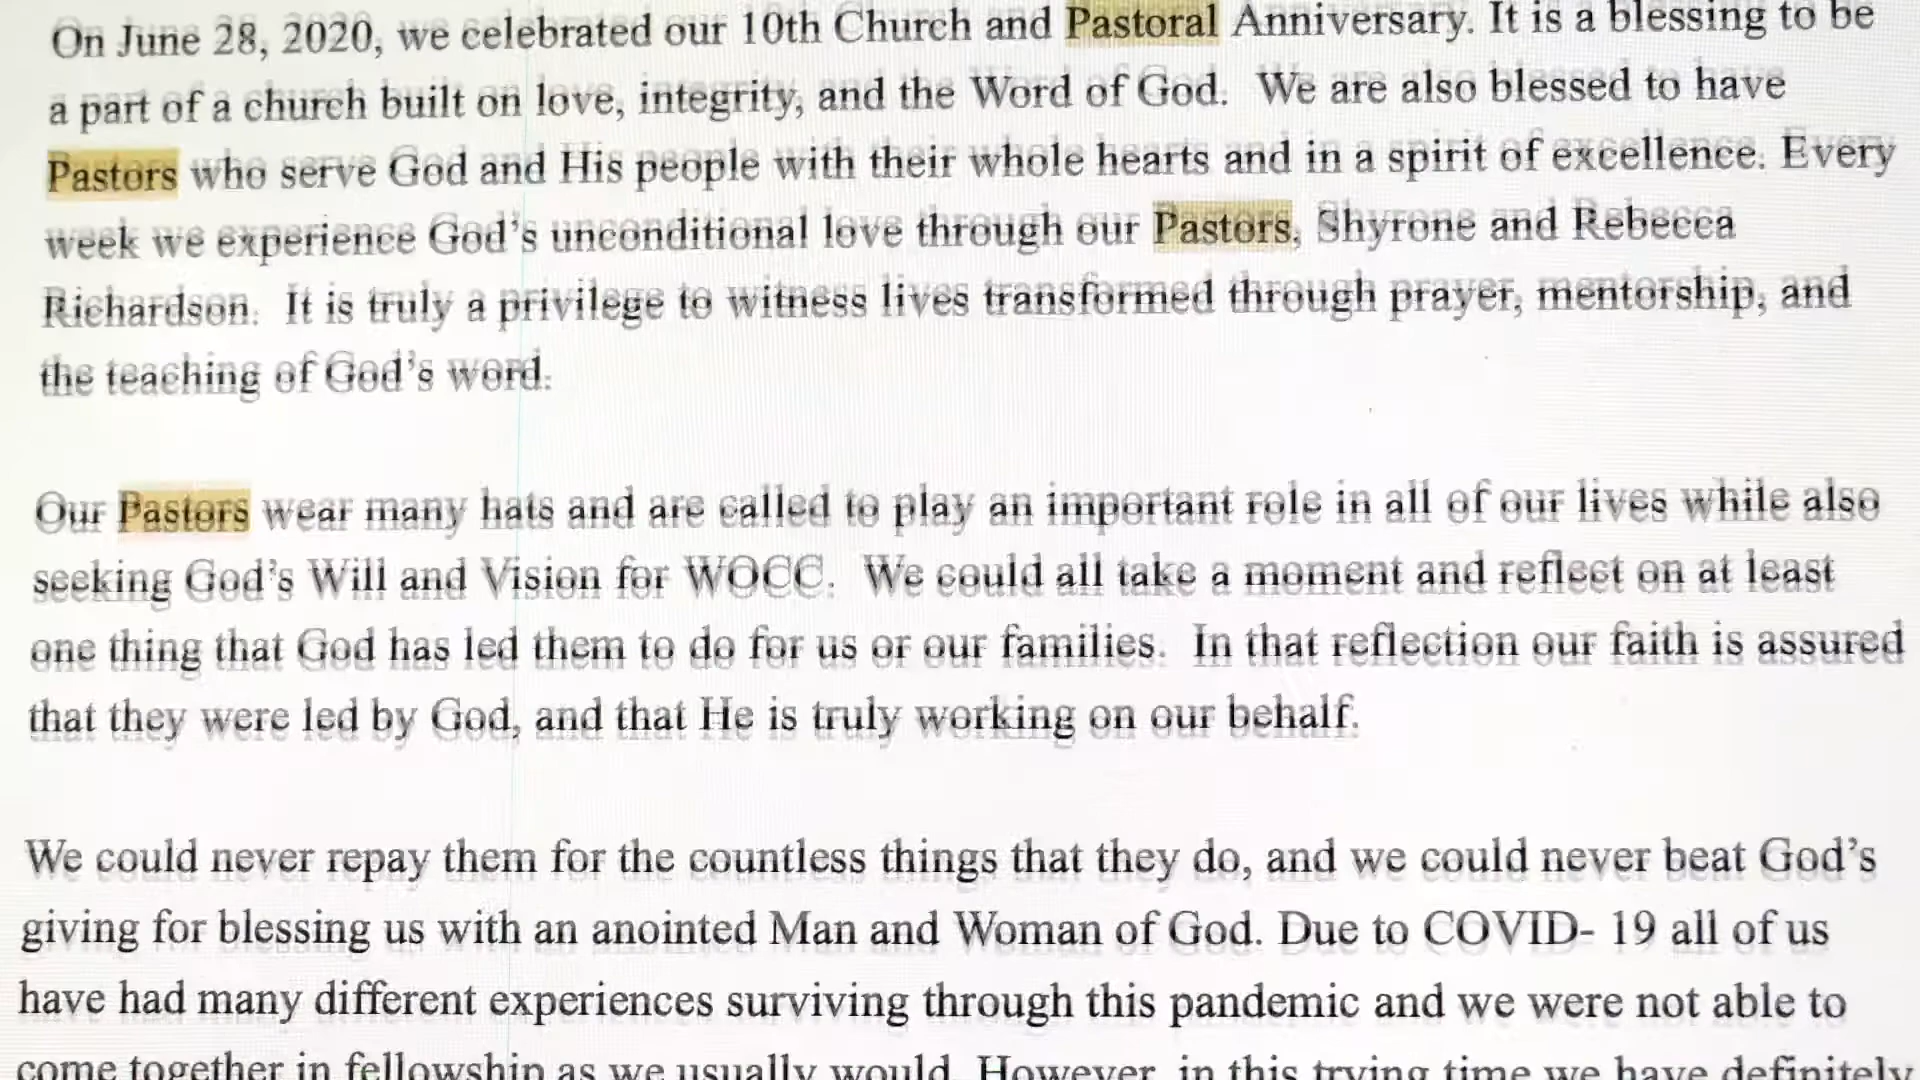 On June 28, 2020, we celebrated our 10th Church and Pastoral Anniversary. It is a blessing to be
a part of a church built on love, integrity, and the Word of God. We are also blessed to have
Pastors who serve God and His people with their whole hearts and in a spirit of excellence. Every
week we experience God's unconditional love through our Pastors, Shyrone and Rebecca
Richardson. It is truly a privilege to witness lives transformed through prayer, mentorship, and
the teaching of God's word.
Our Pastors wear many hats and are called to play an important role in all of our lives while also
seeking God's Will and Vision for WOCC. We could all take a moment and reflect on at least
one thing that God has led them to do for us or our families. In that reflection our faith is assured
that they were led by God, and that He is truly working on our behalf.
We could never repay them for the countless things that they do, and we could never beat God's
giving for blessing us with an anointed Man and Woman of God. Due to COVID- 19 all of us
have had many different experiences surviving through this pandemic and we were not able to
come together in fellowship as we usually would. However, in this trying time we have definitely